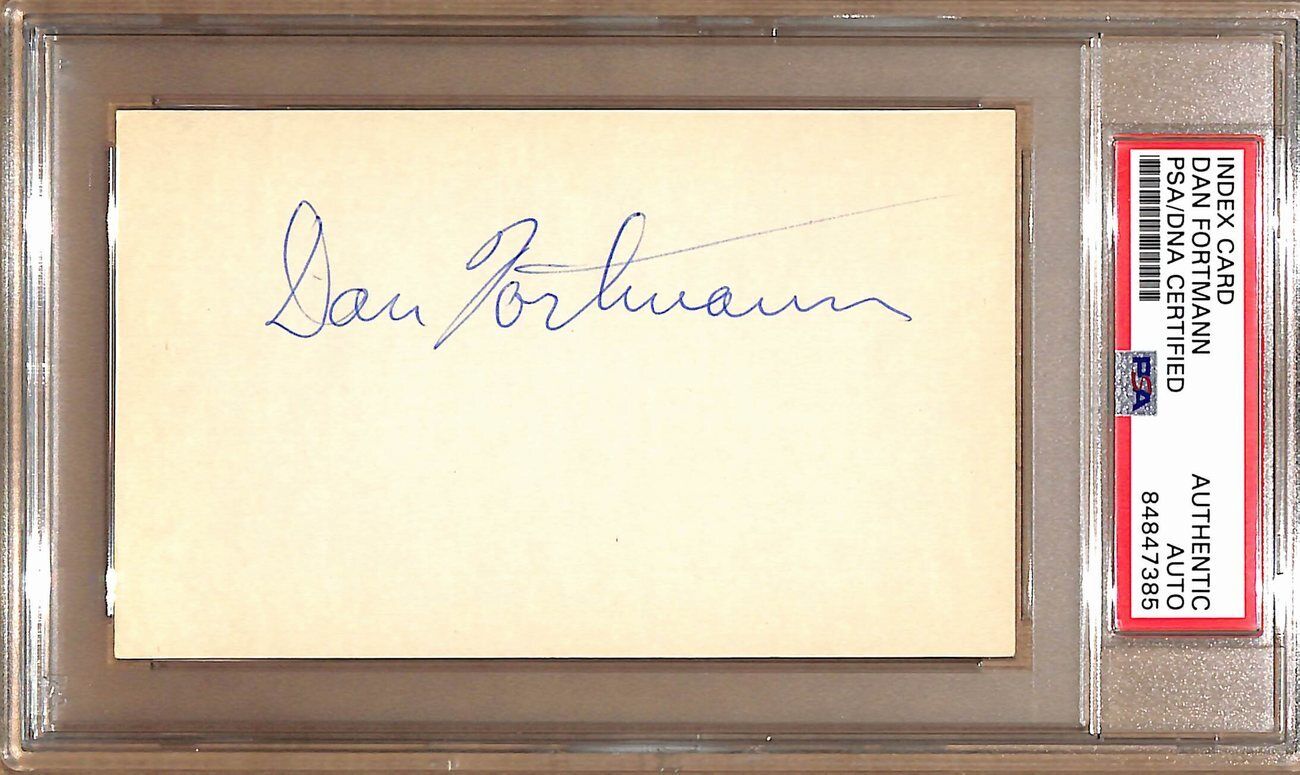 Dan Fortmann
INDEX CARD
DAN FORTMANN
PSA/DNA CERTIFIED
PSA
AUTHENTIC
AUTO
84847385